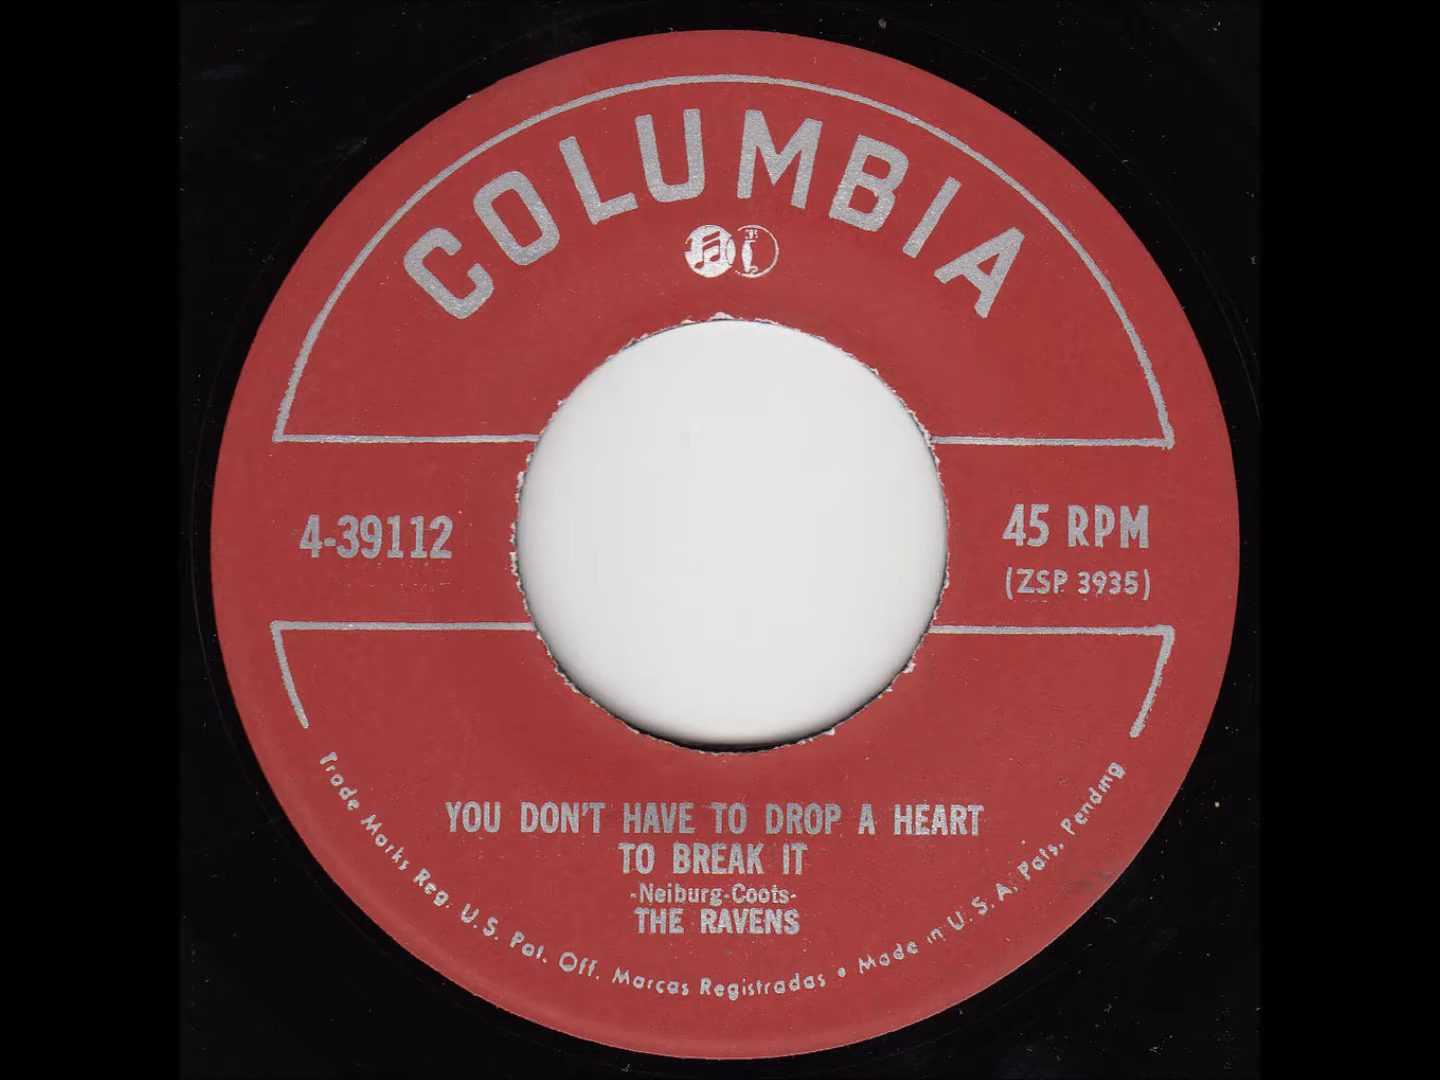 COLUMBIA
4-39112
45 RPM
(ZSP 3935)
YOU DON'T HAVE TO DROP A HEART
TO BREAK IT
-Neiburg-Coots-
THE RAVENS
Trade Marks Reg. U.S. Pat. Off. Marcas Registradas • Made in U.S.A. Pats. Pending